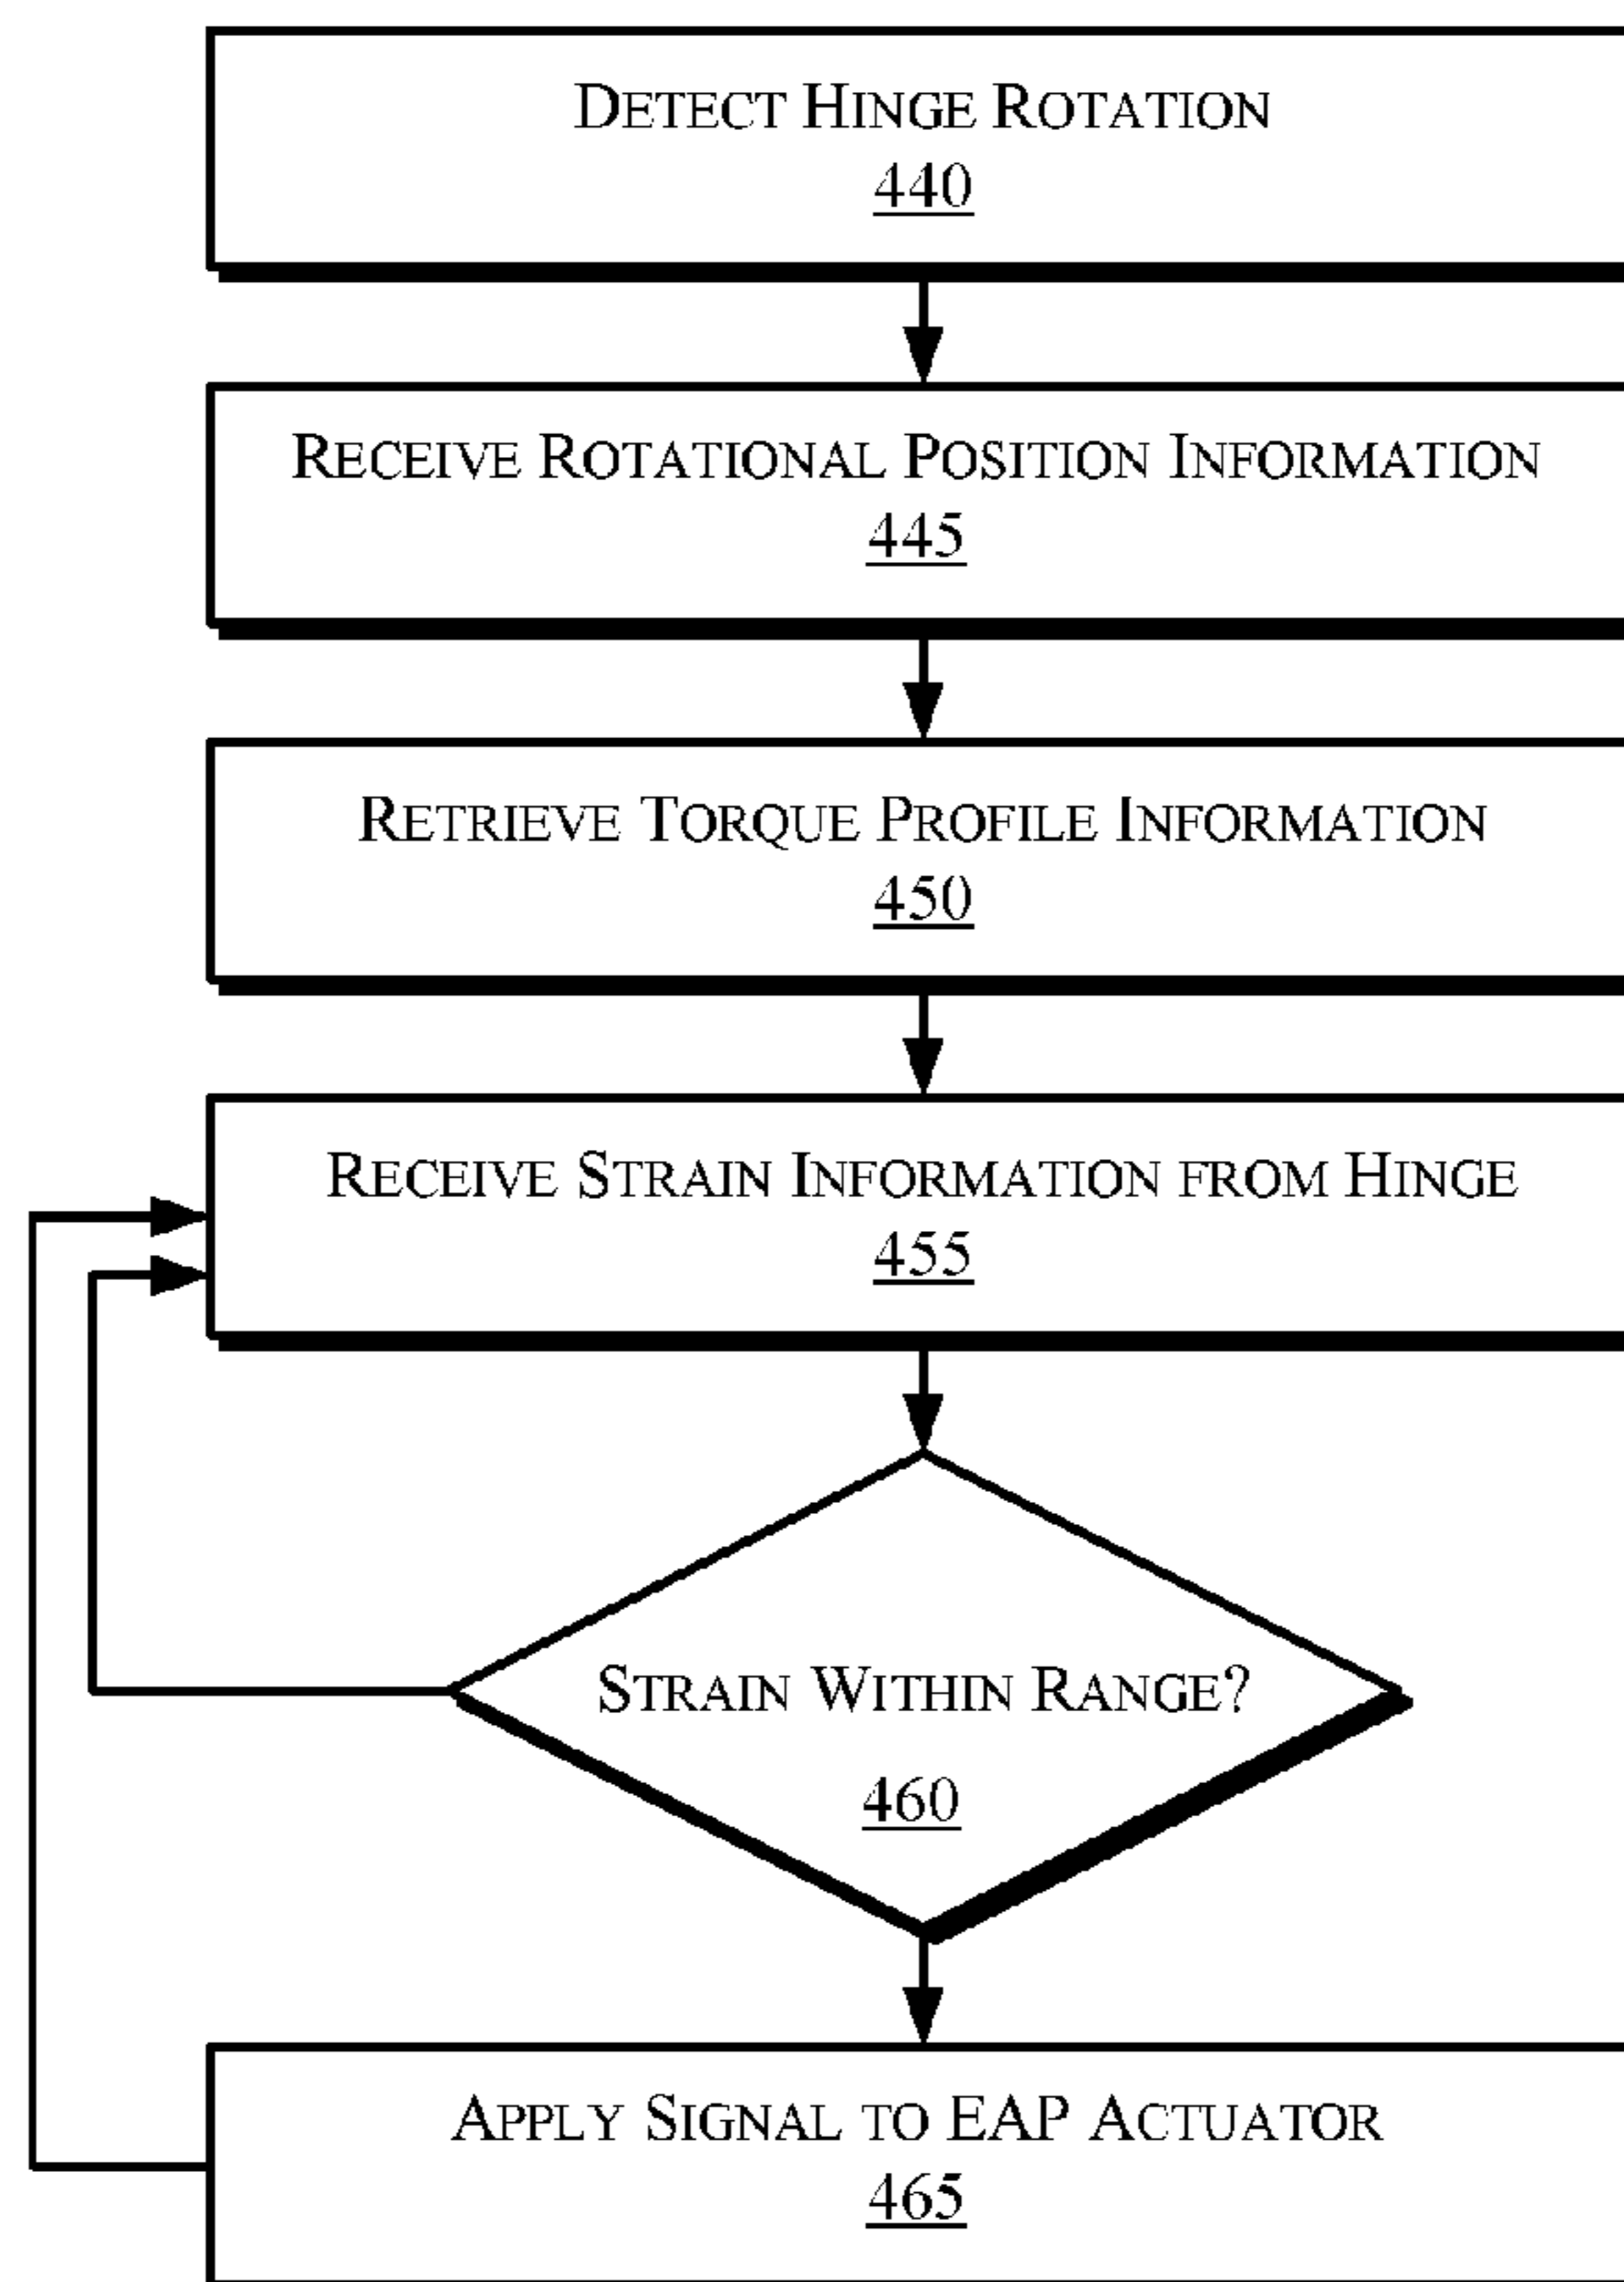 DETECT HINGE ROTATION
440
RECEIVE ROTATIONAL POSITION INFORMATION
445
RETRIEVE TORQUE PROFILE INFORMATION
450
RECEIVE STRAIN INFORMATION FROM HINGE
455
STRAIN WITHIN RANGE?
460
APPLY SIGNAL TO EAP ACTUATOR
465